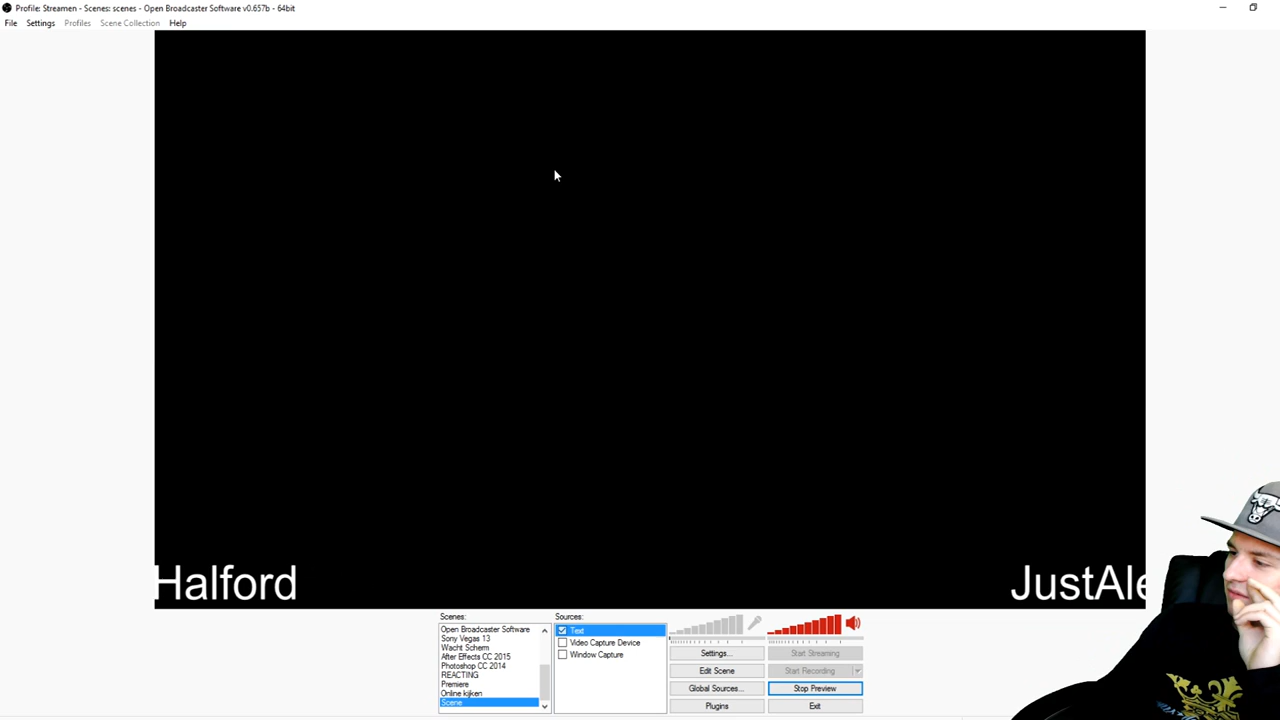 Profile: Streamen - Scenes: scenes - Open Broadcaster Software v0.657b - 64bit
File Settings Profiles Scene Collection Help
Halford JustAle
Scenes: Sources:
Open Broadcaster Software
Sony Vegas 13
Wacht Scherm
After Effects CC 2015
Photoshop CC 2014
REACTING
Premiere
Online kijken
Scene
Text
Video Capture Device
Window Capture
Settings... Start Streaming
Edit Scene Start Recording
Global Sources... Stop Preview
Plugins Exit